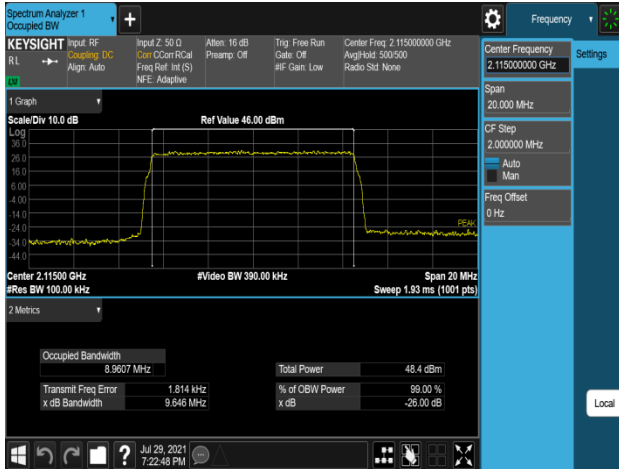 Spectrum Analyzer 1
Occupied BW
Frequency
KEYSIGHT
RL
LU
Input: RF
Coupling: DC
Align: Auto
Input Z: 50 Ω
Corr CCorr RCal
Freq Ref: Int (S)
NFE: Adaptive
Atten: 16 dB
Preamp: Off
Trig: Free Run
Gate: Off
#IF Gain: Low
Center Freq: 2.115000000 GHz
Avg|Hold: 500/500
Radio Std: None
Center Frequency
2.115000000 GHz
Settings
Span
20.000 MHz
CF Step
2.000000 MHz
Auto
Man
Freq Offset
0 Hz
Local
1 Graph
Scale/Div 10.0 dB
Ref Value 46.00 dBm
Log
36.0
26.0
16.0
6.00
-4.00
-14.0
-24.0
-34.0
-44.0
PEAK
Center 2.11500 GHz
#Video BW 390.00 kHz
Span 20 MHz
#Res BW 100.00 kHz
Sweep 1.93 ms (1001 pts)
2 Metrics
Occupied Bandwidth
8.9607 MHz
Total Power
48.4 dBm
Transmit Freq Error
1.814 kHz
% of OBW Power
99.00 %
x dB Bandwidth
9.646 MHz
x dB
-26.00 dB
?
Jul 29, 2021
7:22:48 PM